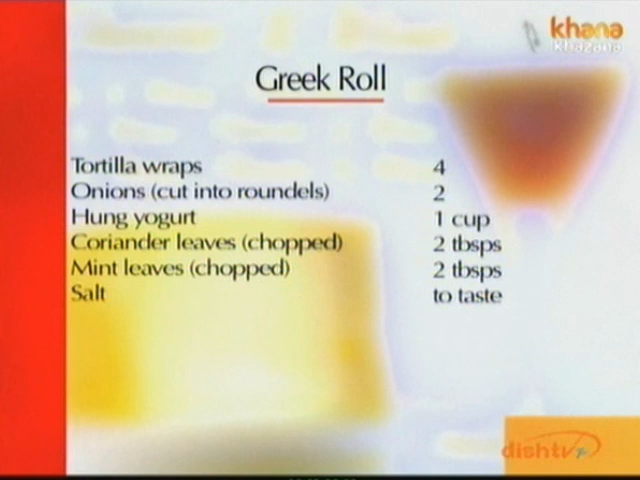 khana
khazana
Greek Roll
Tortilla wraps 4
Onions (cut into roundels) 2
Hung yogurt 1 cup
Coriander leaves (chopped) 2 tbsps
Mint leaves (chopped) 2 tbsps
Salt to taste
dishtv